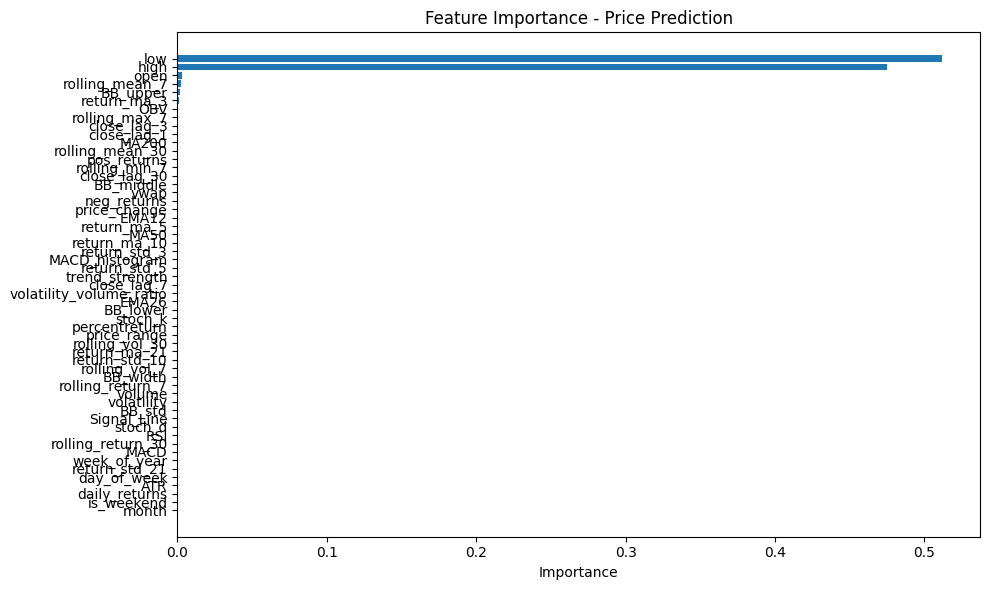 Feature Importance - Price Prediction
low
high
open
rolling_mean_7
BB_upper
return_ma_3
OBV
rolling_max_7
close_lag_3
close_lag_1
MA200
rolling_mean_30
pos_returns
rolling_min_7
close_lag_30
BB_middle
vwap
neg_returns
price_change
EMA12
return_ma_5
MA50
return_ma_10
return_std_3
MACD_histogram
return_std_5
trend_strength
close_lag_7
volatility_volume_ratio
EMA26
BB_lower
stoch_k
percentreturn
price_range
rolling_vol_30
return_ma_21
return_std_10
rolling_vol_7
BB_width
rolling_return_7
volume
volatility
BB_std
Signal_Line
stoch_d
RSI
rolling_return_30
MACD
week_of_year
return_std_21
day_of_week
ATR
daily_returns
is_weekend
month
0.0 0.1 0.2 0.3 0.4 0.5
Importance